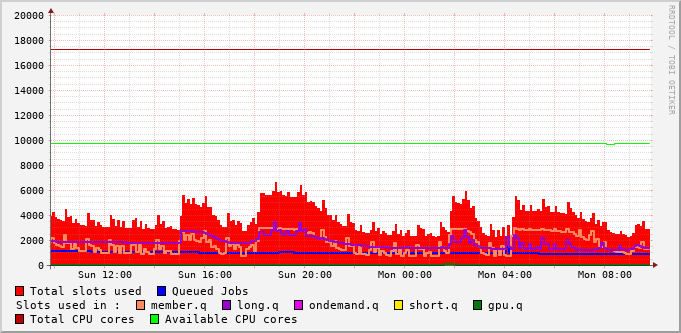 20000
18000
16000
14000
12000
10000
8000
6000
4000
2000
0
Sun 12:00 Sun 16:00 Sun 20:00 Mon 00:00 Mon 04:00 Mon 08:00
RRDTOOL / TOBI OETIKER
Total slots used Queued Jobs
Slots used in : member.q long.q ondemand.q short.q gpu.q
Total CPU cores Available CPU cores